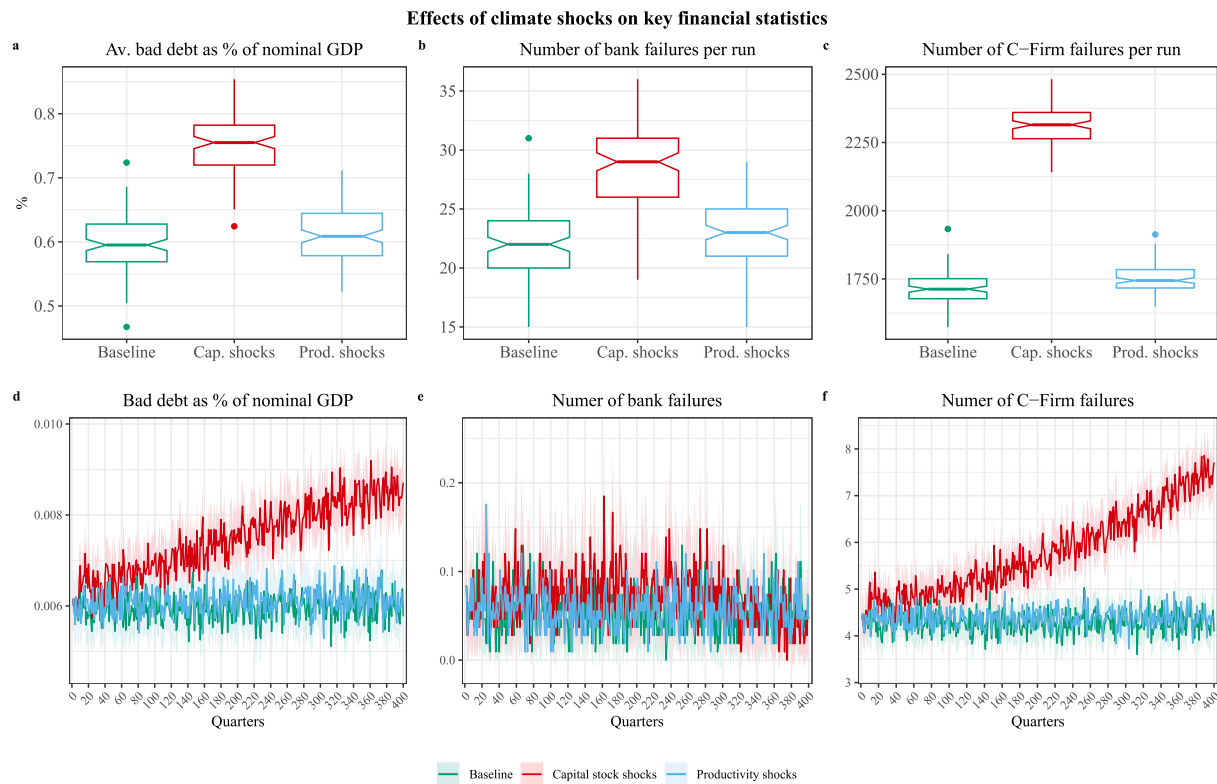 Effects of climate shocks on key financial statistics
a Av. bad debt as % of nominal GDP
b Number of bank failures per run
c C Number of C−Firm failures per run
%
0.8
0.7
0.6
0.5
Baseline Cap. shocks Prod. shocks
35
30
25
20
15
Baseline Cap. shocks Prod. shocks
2500
2250
2000
1750
Baseline Cap. shocks Prod. shocks
d Bad debt as % of nominal GDP
0.010
0.008
0.006
0 20 40 60 80 100 120 140 160 180 200 220 240 260 280 300 320 340 360 380 400
Quarters
e Numer of bank failures
0.2
0.1
0.0
0 20 40 60 80 100 120 140 160 180 200 220 240 260 280 300 320 340 360 380 400
Quarters
f Numer of C−Firm failures
8
7
6
5
4
3
0 20 40 60 80 100 120 140 160 180 200 220 240 260 280 300 320 340 360 380 400
Quarters
Baseline Capital stock shocks Productivity shocks